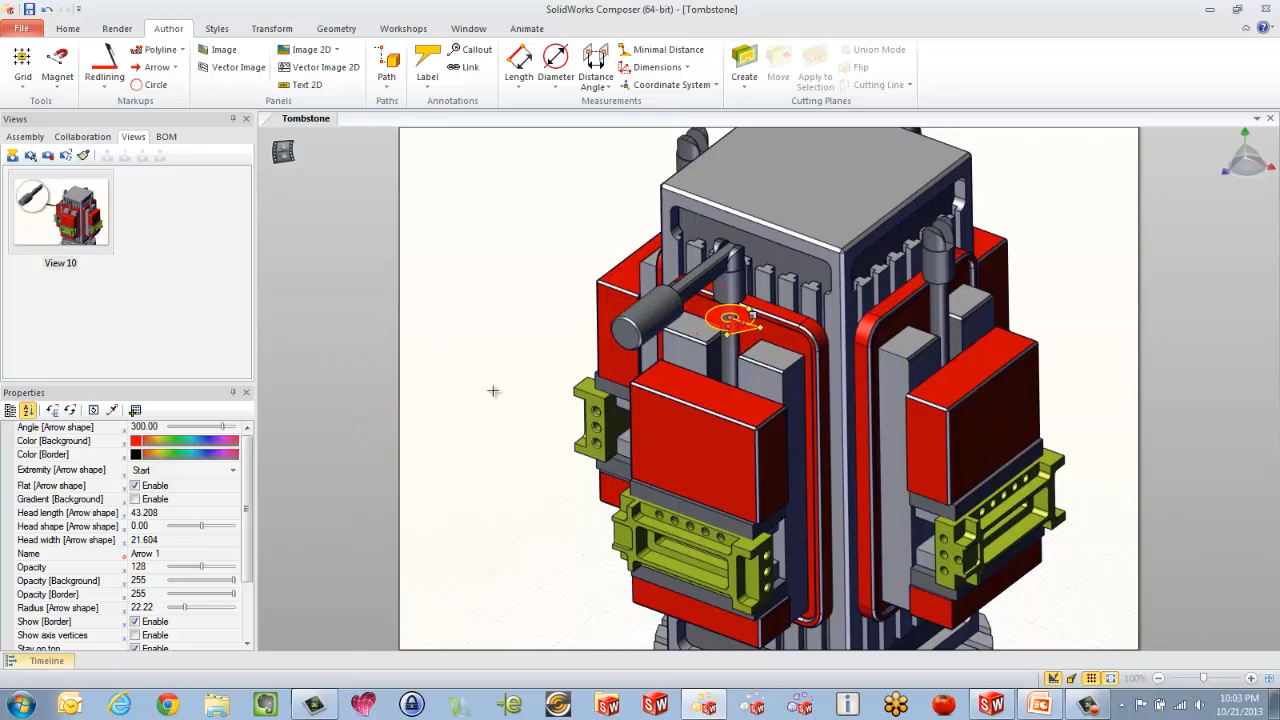 SolidWorks Composer (64-bit) - [Tombstone]
File Home Render Author Styles Transform Geometry Workshops Window Animate
Grid Magnet Redlining Polyline Arrow Circle Image Vector Image Image 2D Vector Image 2D Text 2D Path Label Callout Link Length Diameter Distance Angle Minimal Distance Dimensions Coordinate System Create Move Apply to Selection Union Mode Flip Cutting Line
Tools Markups Panels Paths Annotations Measurements Cutting Planes
Views Tombstone
Assembly Collaboration Views BOM
View 10
Properties
Angle [Arrow shape] 300.00
Color [Background]
Color [Border]
Extremity [Arrow shape] Start
Flat [Arrow shape] Enable
Gradient [Background] Enable
Head length [Arrow shape] 43.208
Head shape [Arrow shape] 0.00
Head width [Arrow shape] 21.604
Name Arrow 1
Opacity 128
Opacity [Background] 255
Opacity [Border] 255
Radius [Arrow shape] 22.22
Show [Border] Enable
Show axis vertices Enable
Stay on top Enable
Timeline
100%
10:03 PM
10/21/2013